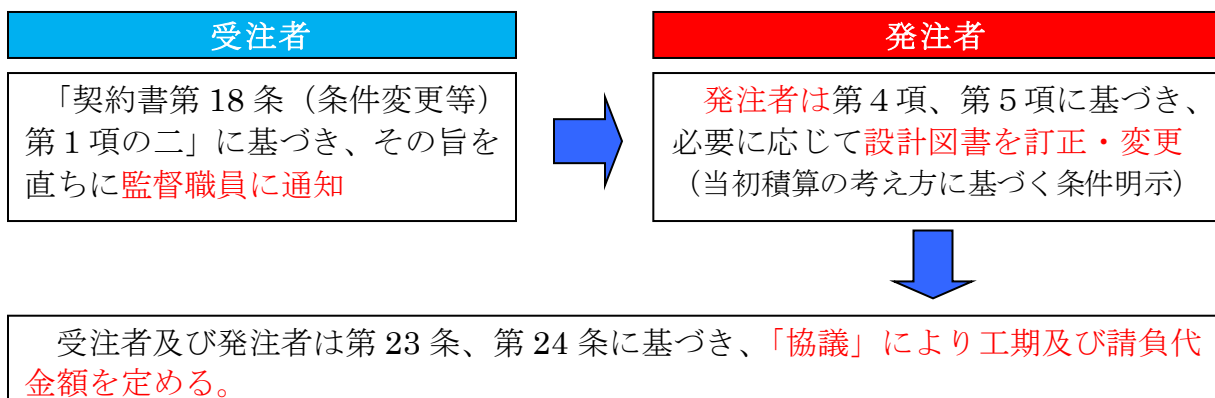 受注者
「契約書第 18 条（条件変更等）
第１項の二」に基づき、その旨を
直ちに監督職員に通知
発注者
発注者は第４項、第５項に基づき、
必要に応じて設計図書を訂正・変更
（当初積算の考え方に基づく条件明示）
受注者及び発注者は第 23 条、第 24 条に基づき、「協議」により工期及び請負代
金額を定める。